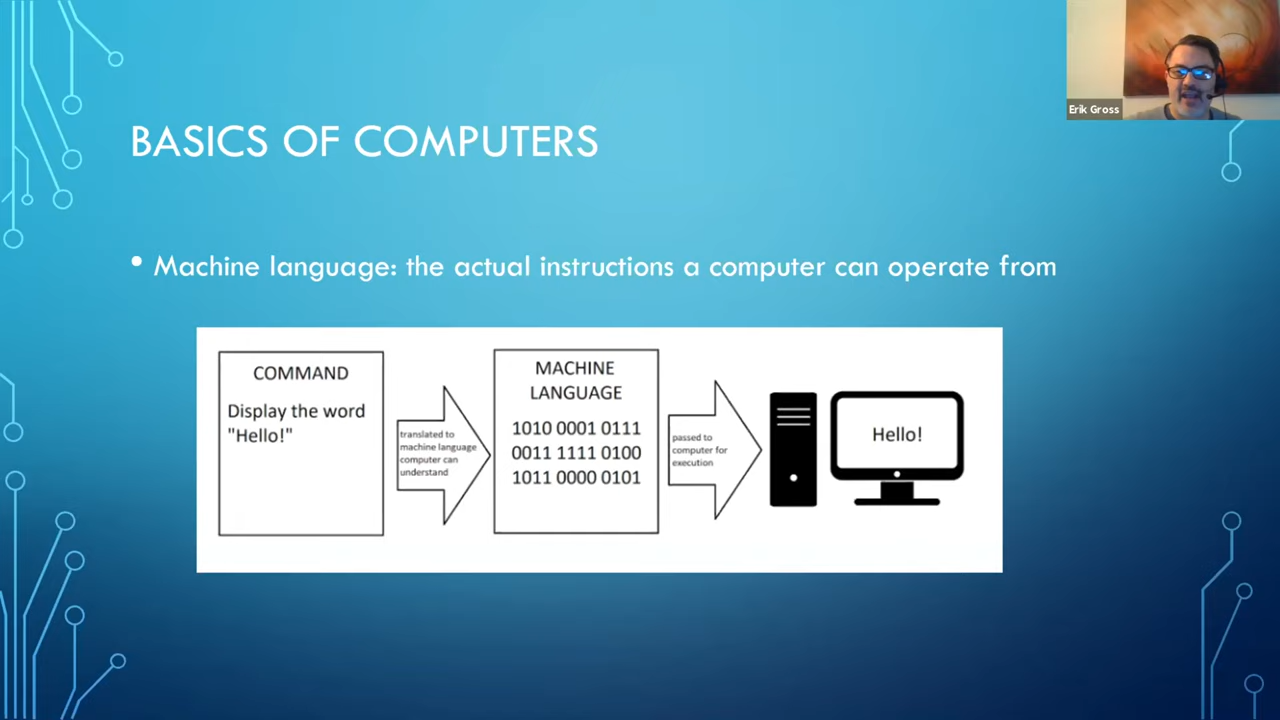 Erik Gross
BASICS OF COMPUTERS
• Machine language: the actual instructions a computer can operate from
COMMAND
Display the word
"Hello!"
translated to
machine language
computer can
understand
MACHINE
LANGUAGE
1010 0001 0111
0011 1111 0100
1011 0000 0101
passed to
computer for
execution
Hello!